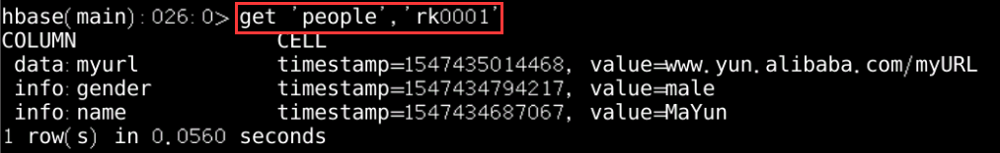 hbase(main):026:0> get 'people','rk0001'
COLUMN CELL
data:myurl timestamp=1547435014468, value=www.yun.alibaba.com/myURL
info:gender timestamp=1547434794217, value=male
info:name timestamp=1547434687067, value=MaYun
1 row(s) in 0.0560 seconds